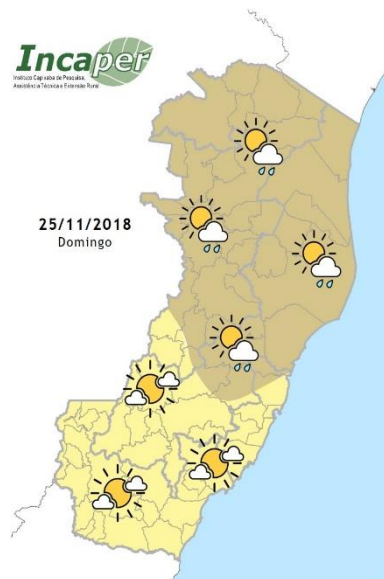 Incaper
Instituto Capixaba de Pesquisa,
Assistência Técnica e Extensão Rural
25/11/2018
Domingo